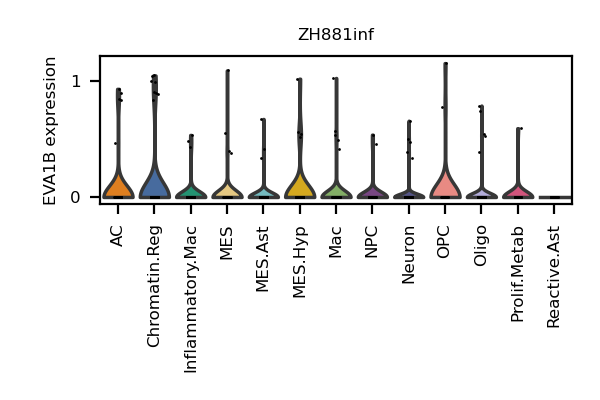 ZH881inf
EVA1B expression
1
0
AC
Chromatin.Reg
Inflammatory.Mac
MES
MES.Ast
MES.Hyp
Mac
NPC
Neuron
OPC
Oligo
Prolif.Metab
Reactive.Ast